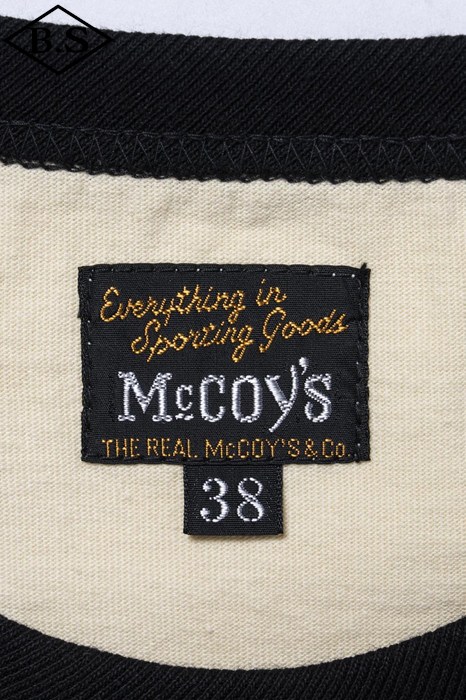 B.S
Everything in
Sporting Goods
McCOY'S
THE REAL McCOY'S & Co.
38